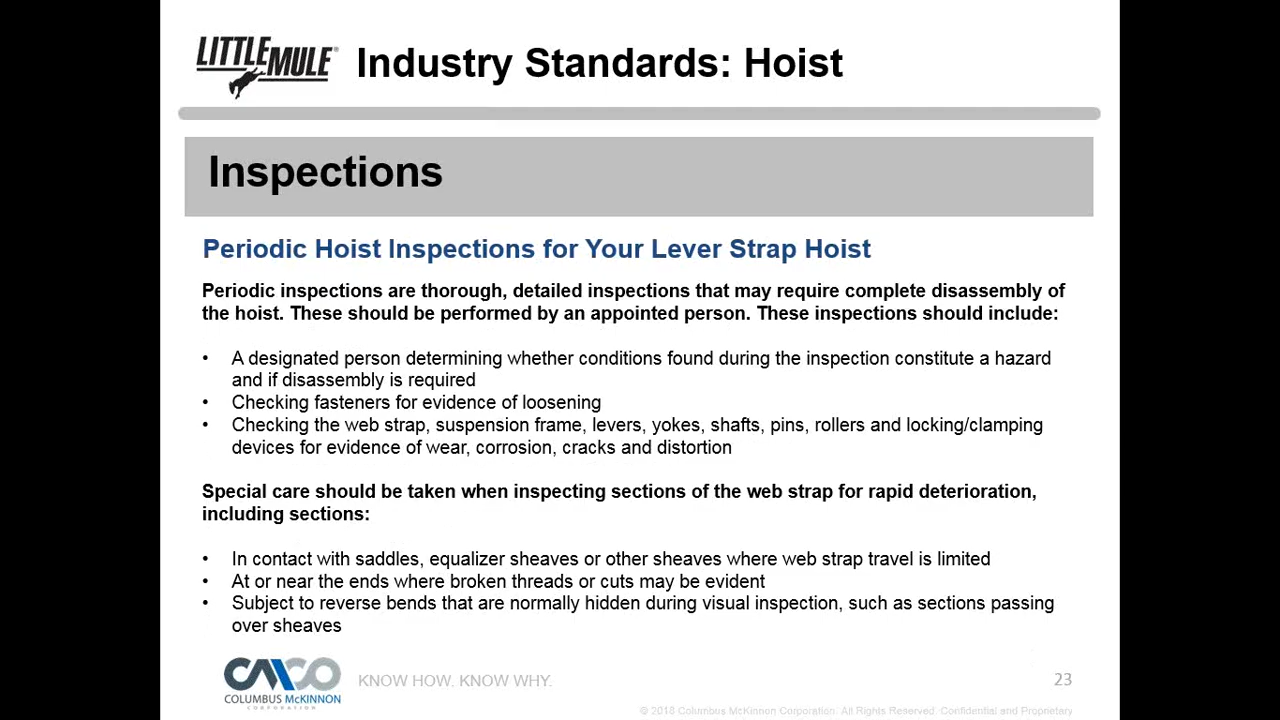 LITTLE MULE®
Industry Standards: Hoist
Inspections
Periodic Hoist Inspections for Your Lever Strap Hoist
Periodic inspections are thorough, detailed inspections that may require complete disassembly of
the hoist. These should be performed by an appointed person. These inspections should include:
• A designated person determining whether conditions found during the inspection constitute a hazard
and if disassembly is required
• Checking fasteners for evidence of loosening
• Checking the web strap, suspension frame, levers, yokes, shafts, pins, rollers and locking/clamping
devices for evidence of wear, corrosion, cracks and distortion
Special care should be taken when inspecting sections of the web strap for rapid deterioration,
including sections:
• In contact with saddles, equalizer sheaves or other sheaves where web strap travel is limited
• At or near the ends where broken threads or cuts may be evident
• Subject to reverse bends that are normally hidden during visual inspection, such as sections passing
over sheaves
CMCO
COLUMBUS McKINNON
CORPORATION
KNOW HOW. KNOW WHY.
23
© 2018 Columbus McKinnon Corporation. All Rights Reserved. Confidential and Proprietary